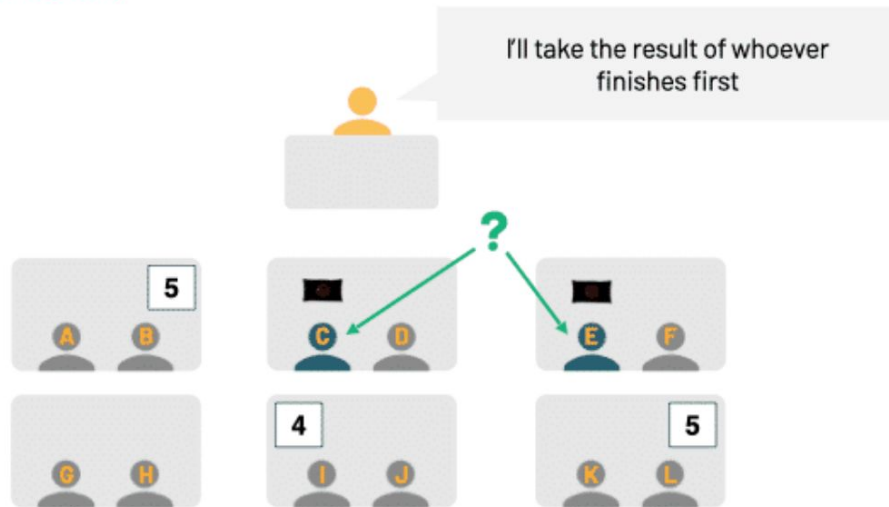 I'll take the result of whoever
finishes first
?
5
A B
C D
E F
4
5
G H
I J
K L